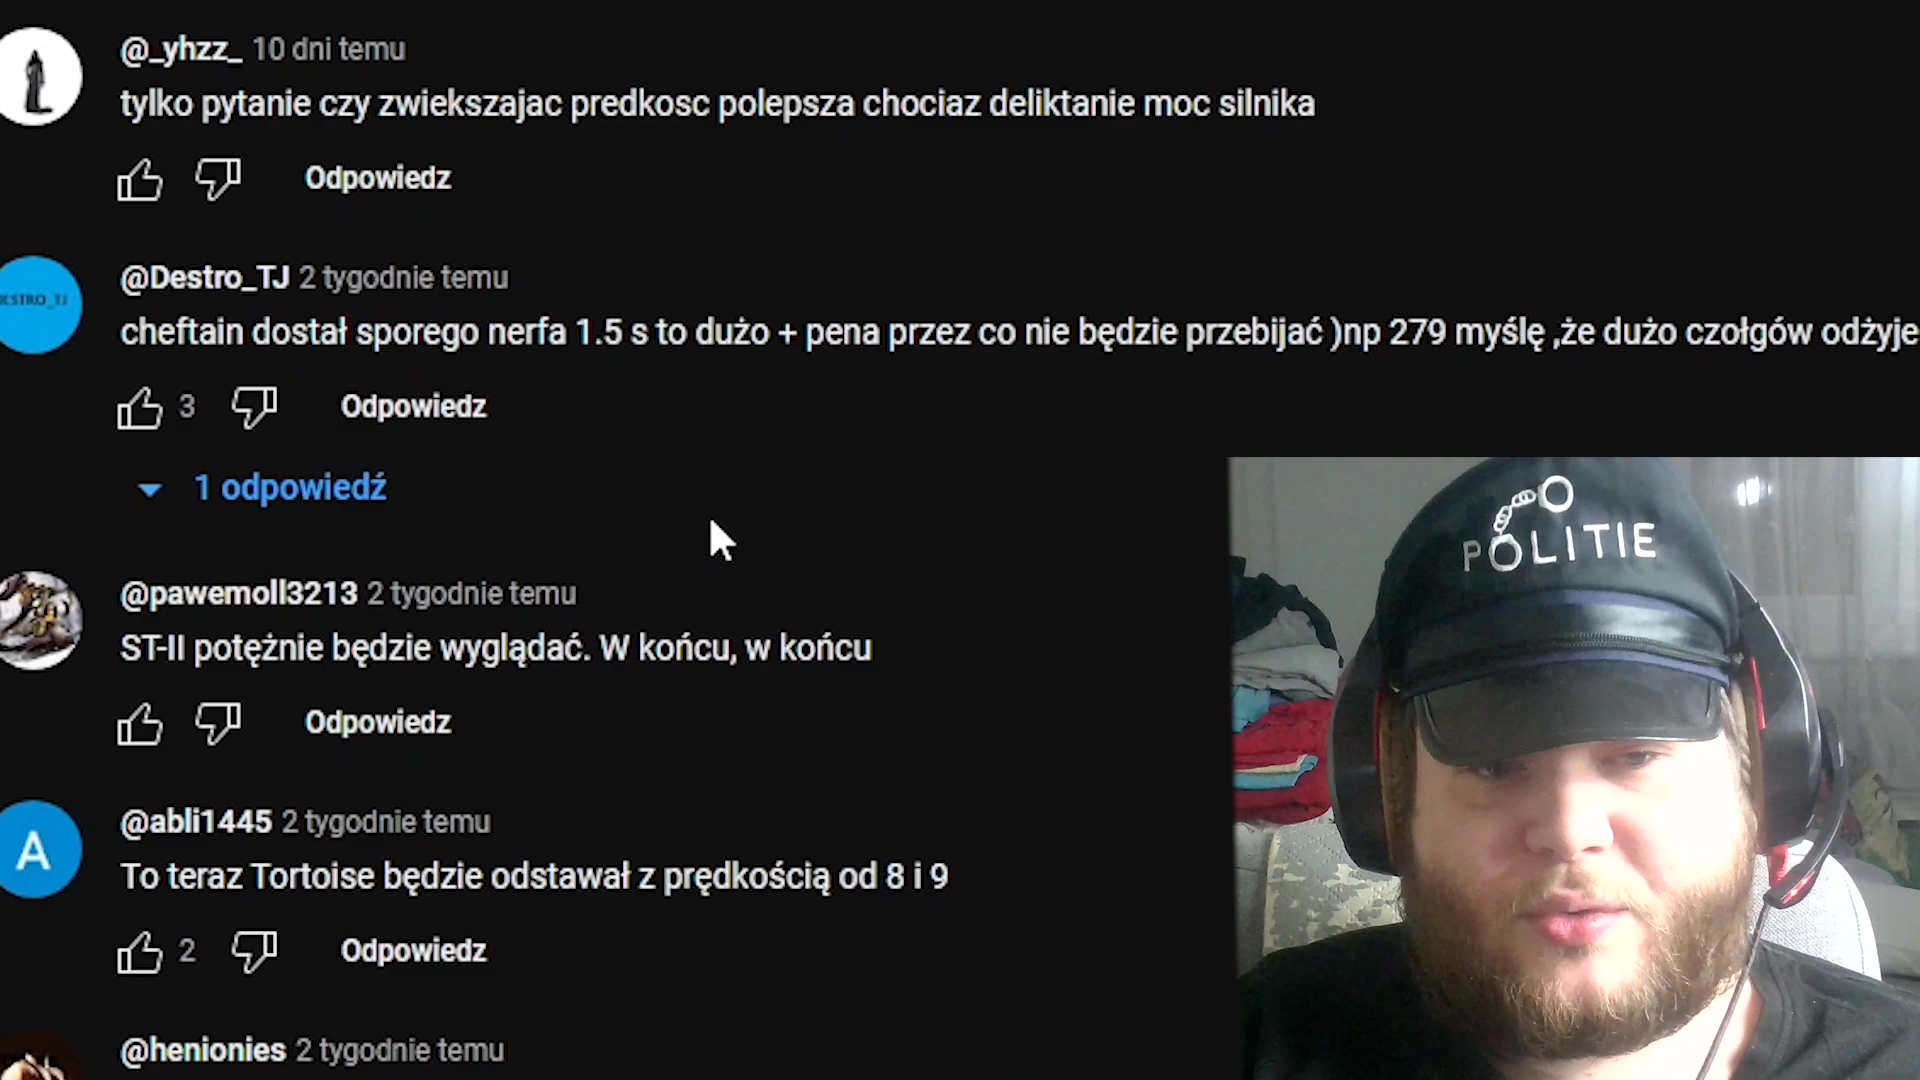 @_yhzz_ 10 dni temu
tylko pytanie czy zwiekszajac predkosc polepsza chociaz deliktanie moc silnika
Odpowiedz
DESTRO_TJ
@Destro_TJ 2 tygodnie temu
cheftain dostał sporego nerfa 1.5 s to dużo + pena przez co nie będzie przebijać )np 279 myślę ,że dużo czołgów odżyje
3 Odpowiedz
1 odpowiedź
@pawemoll3213 2 tygodnie temu
ST-II potężnie będzie wyglądać. W końcu, w końcu
Odpowiedz
POLITIE
A
@abli1445 2 tygodnie temu
To teraz Tortoise będzie odstawał z prędkością od 8 i 9
2 Odpowiedz
@henionies 2 tygodnie temu